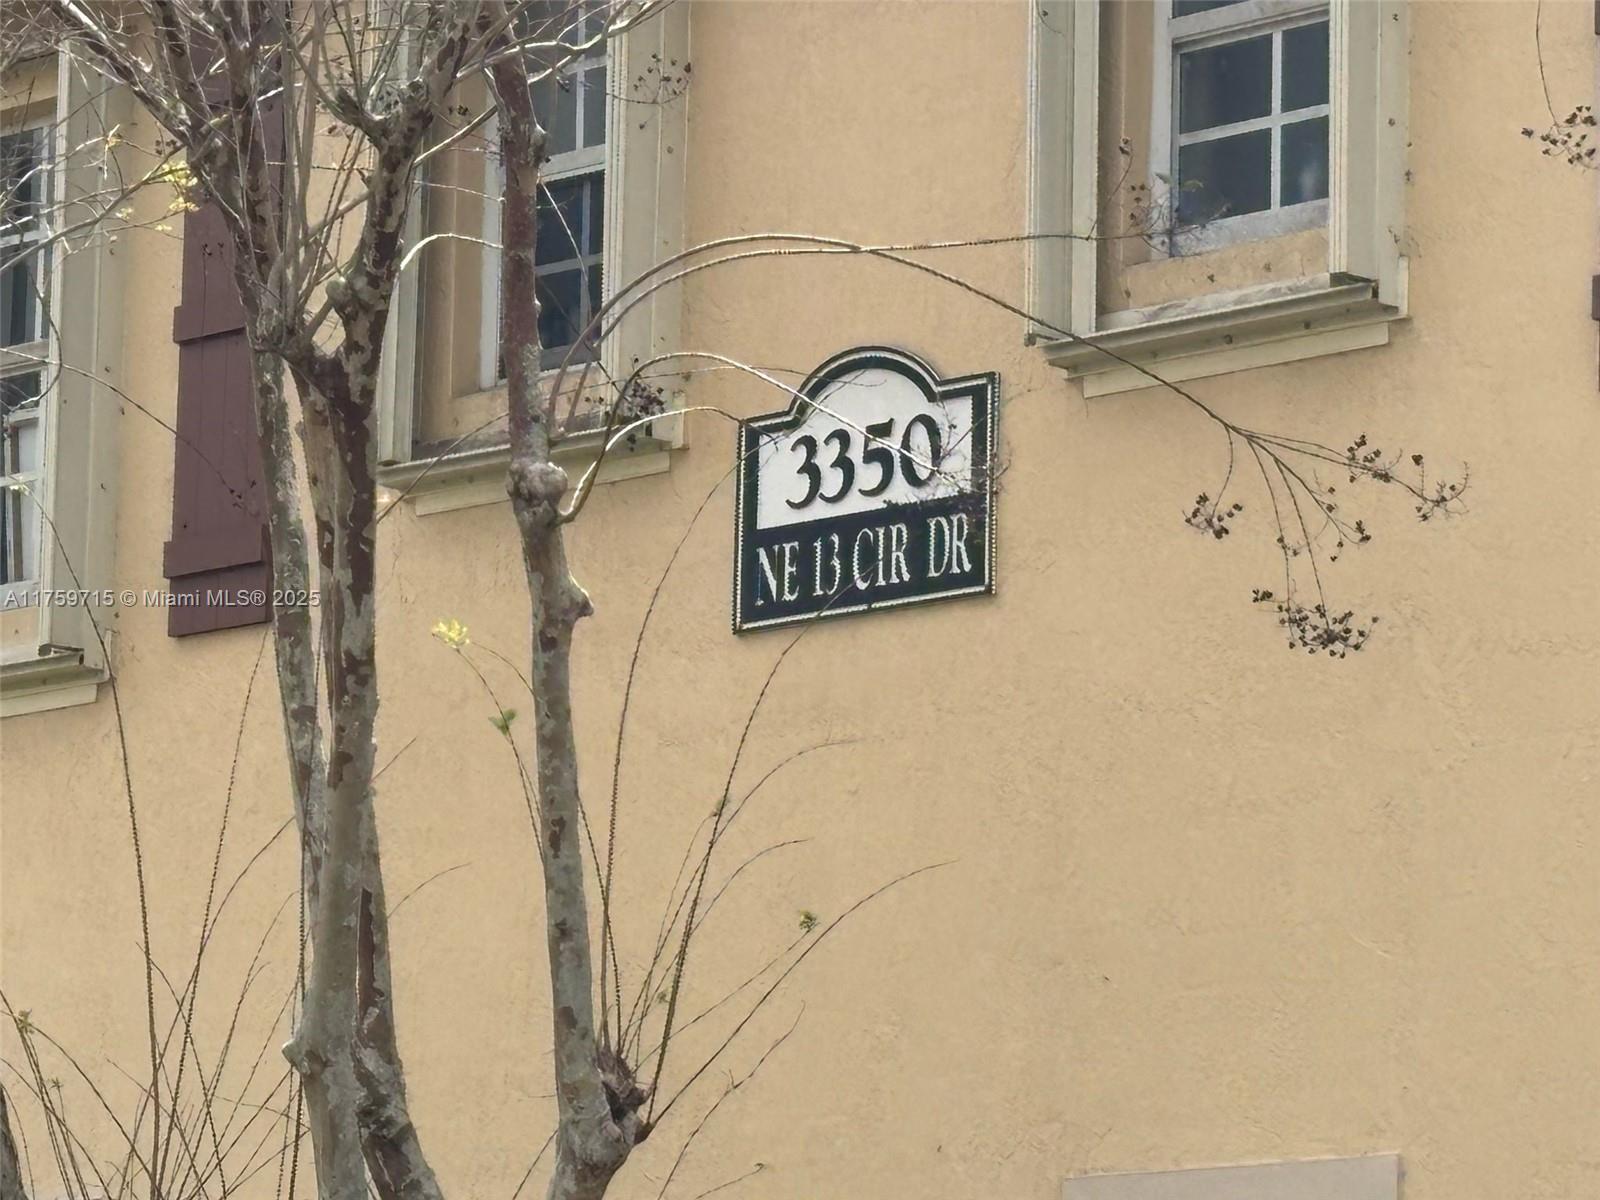 3350
NE 13 CIR DR
A11759715 © Miami MLS® 2025